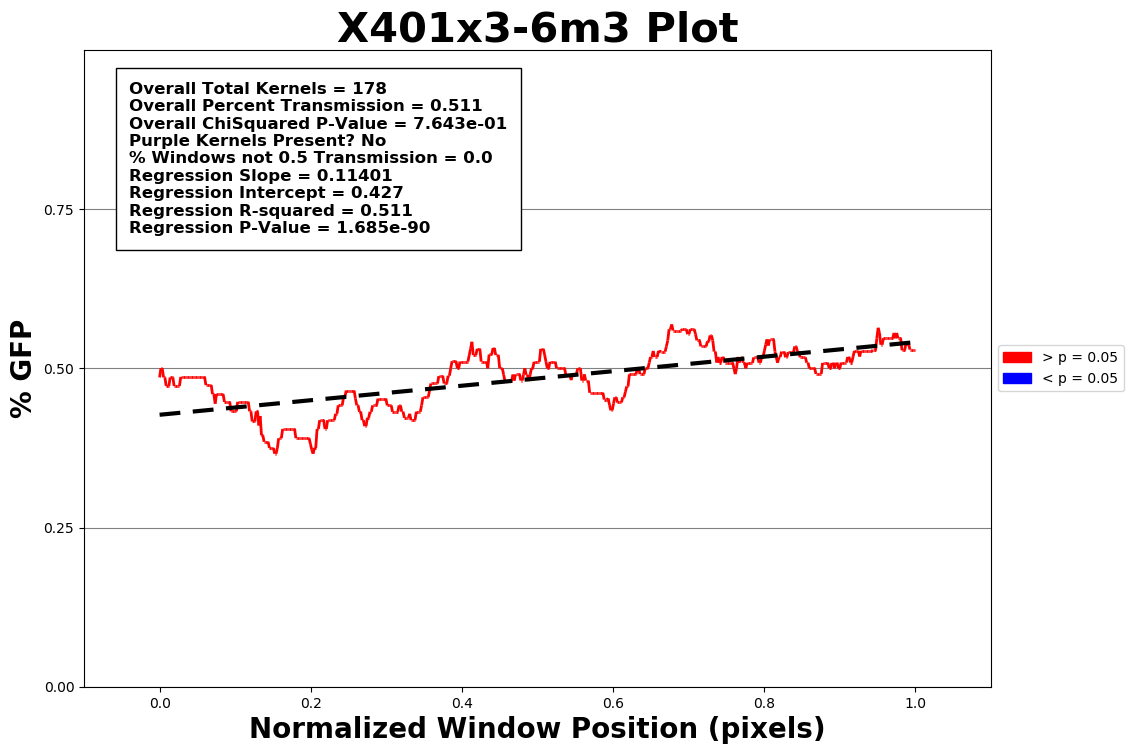 X401x3-6m3 Plot
Overall Total Kernels = 178
Overall Percent Transmission = 0.511
Overall ChiSquared P-Value = 7.643e-01
Purple Kernels Present? No
% Windows not 0.5 Transmission = 0.0
Regression Slope = 0.11401
Regression Intercept = 0.427
Regression R-squared = 0.511
Regression P-Value = 1.685e-90
% GFP
0.75
0.50
0.25
0.00
0.0 0.2 0.4 0.6 0.8 1.0
Normalized Window Position (pixels)
> p = 0.05
< p = 0.05